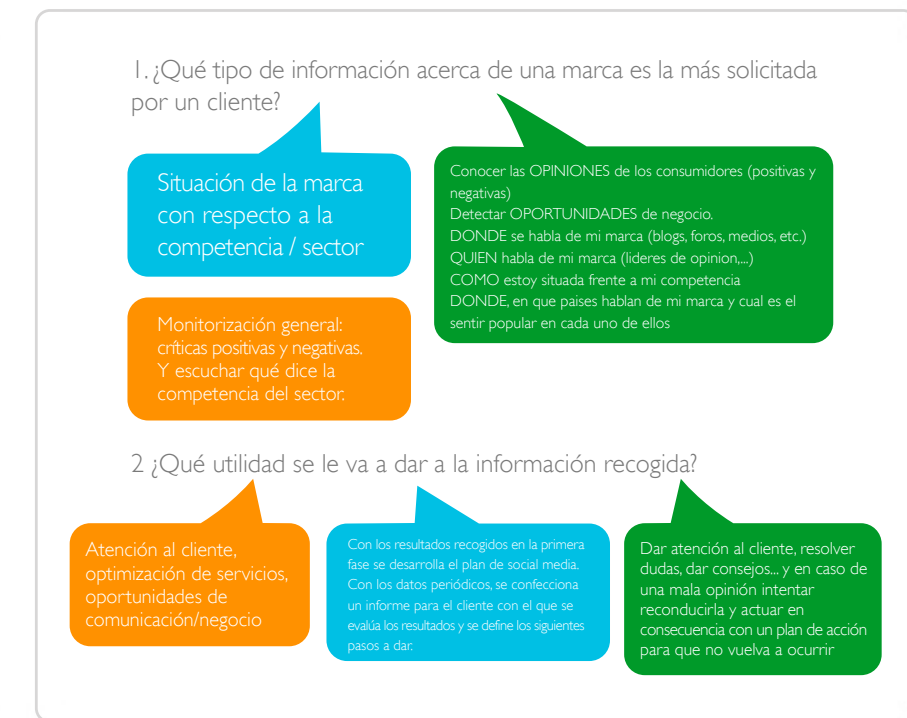 1. ¿Qué tipo de información acerca de una marca es la más solicitada
por un cliente?
Situación de la marca
con respecto a la
competencia / sector
Conocer las OPINIONES de los consumidores (positivas y
negativas)
Detectar OPORTUNIDADES de negocio.
DONDE se habla de mi marca (blogs, foros, medios, etc.)
QUIEN habla de mi marca (lideres de opinion,...)
COMO estoy situada frente a mi competencia
DONDE, en que paises hablan de mi marca y cual es el
sentir popular en cada uno de ellos
Monitorización general:
críticas positivas y negativas.
Y escuchar qué dice la
competencia del sector.
2 ¿Qué utilidad se le va a dar a la información recogida?
Atención al cliente,
optimización de servicios,
oportunidades de
comunicación/negocio
Con los resultados recogidos en la primera
fase se desarrolla el plan de social media.
Con los datos periódicos, se confecciona
un informe para el cliente con el que se
evalúa los resultados y se define los siguientes
pasos a dar.
Dar atención al cliente, resolver
dudas, dar consejos... y en caso de
una mala opinión intentar
reconducirla y actuar en
consecuencia con un plan de acción
para que no vuelva a ocurrir